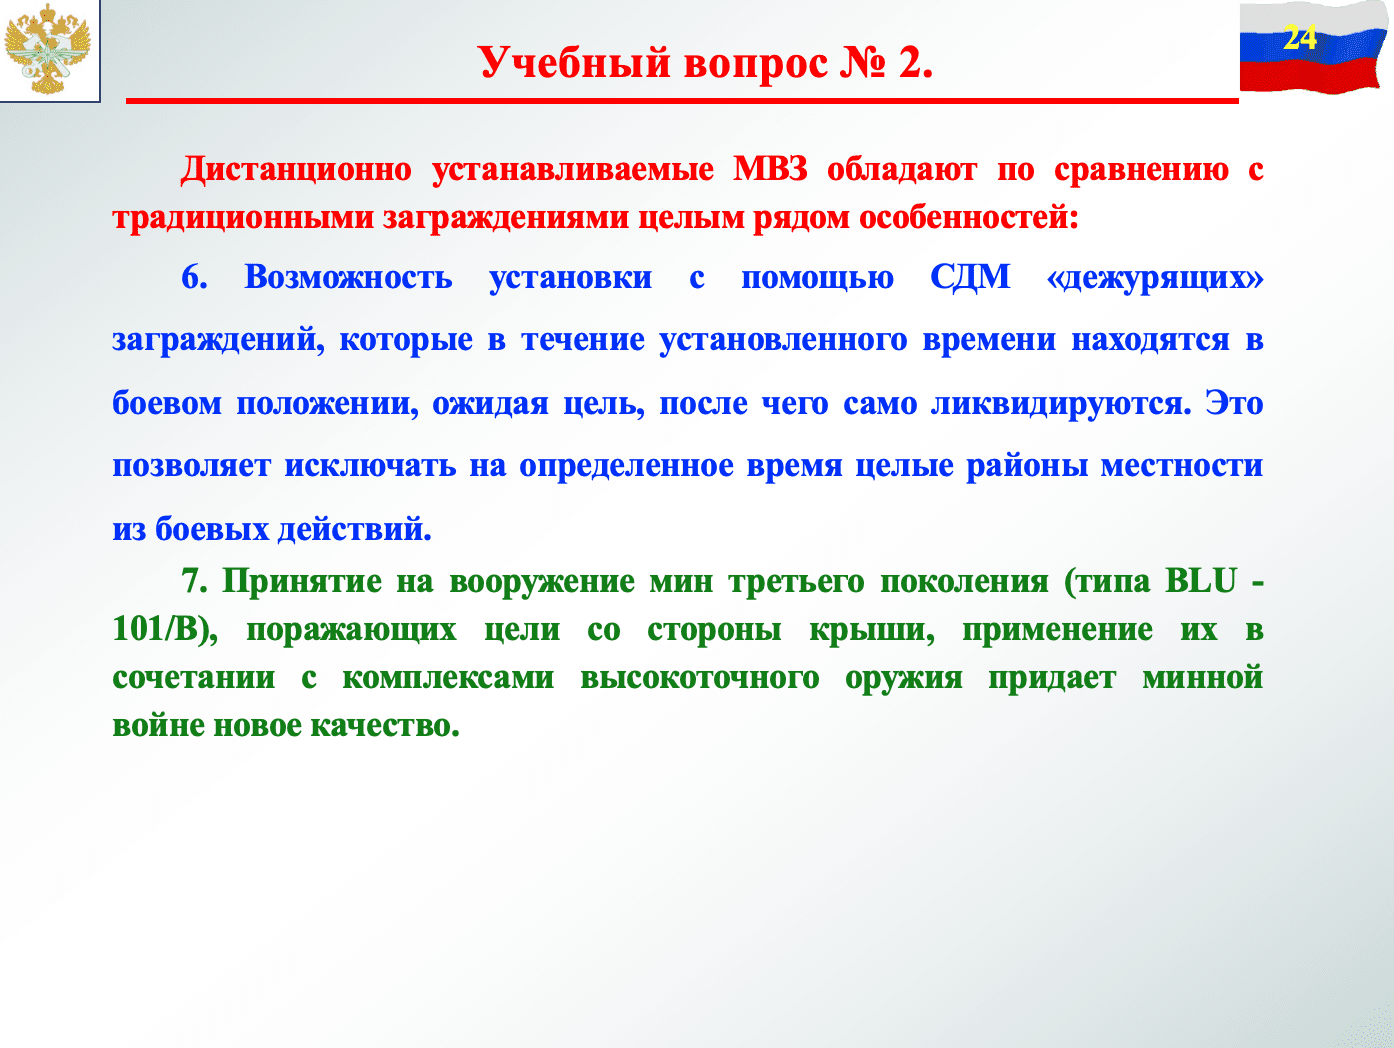 24
Учебный вопрос № 2.
Дистанционно устанавливаемые МВЗ обладают по сравнению с
традиционными заграждениями целым рядом особенностей:
6. Возможность установки с помощью СДМ «дежурящих»
заграждений, которые в течение установленного времени находятся в
боевом положении, ожидая цель, после чего само ликвидируются. Это
позволяет исключать на определенное время целые районы местности
из боевых действий.
7. Принятие на вооружение мин третьего поколения (типа BLU -
101/В), поражающих цели со стороны крыши, применение их в
сочетании с комплексами высокоточного оружия придает минной
войне новое качество.